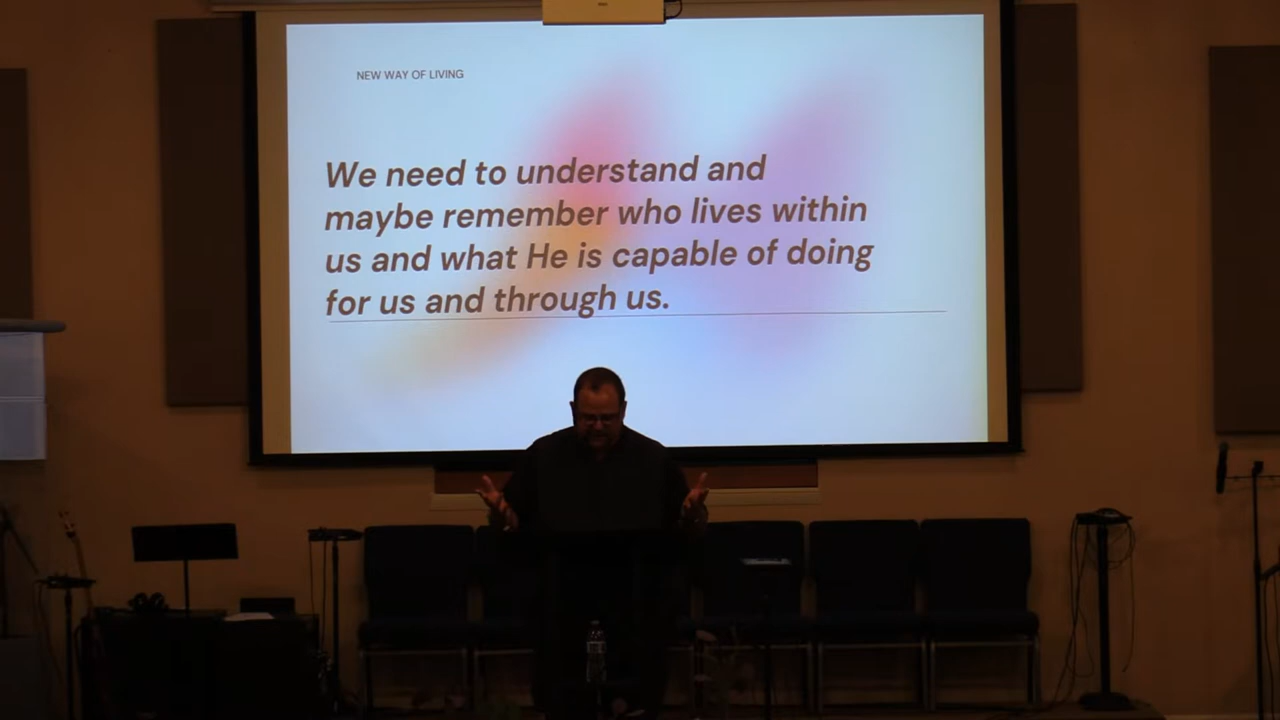 NEW WAY OF LIVING
We need to understand and
maybe remember who lives within
us and what He is capable of doing
for us and through us.